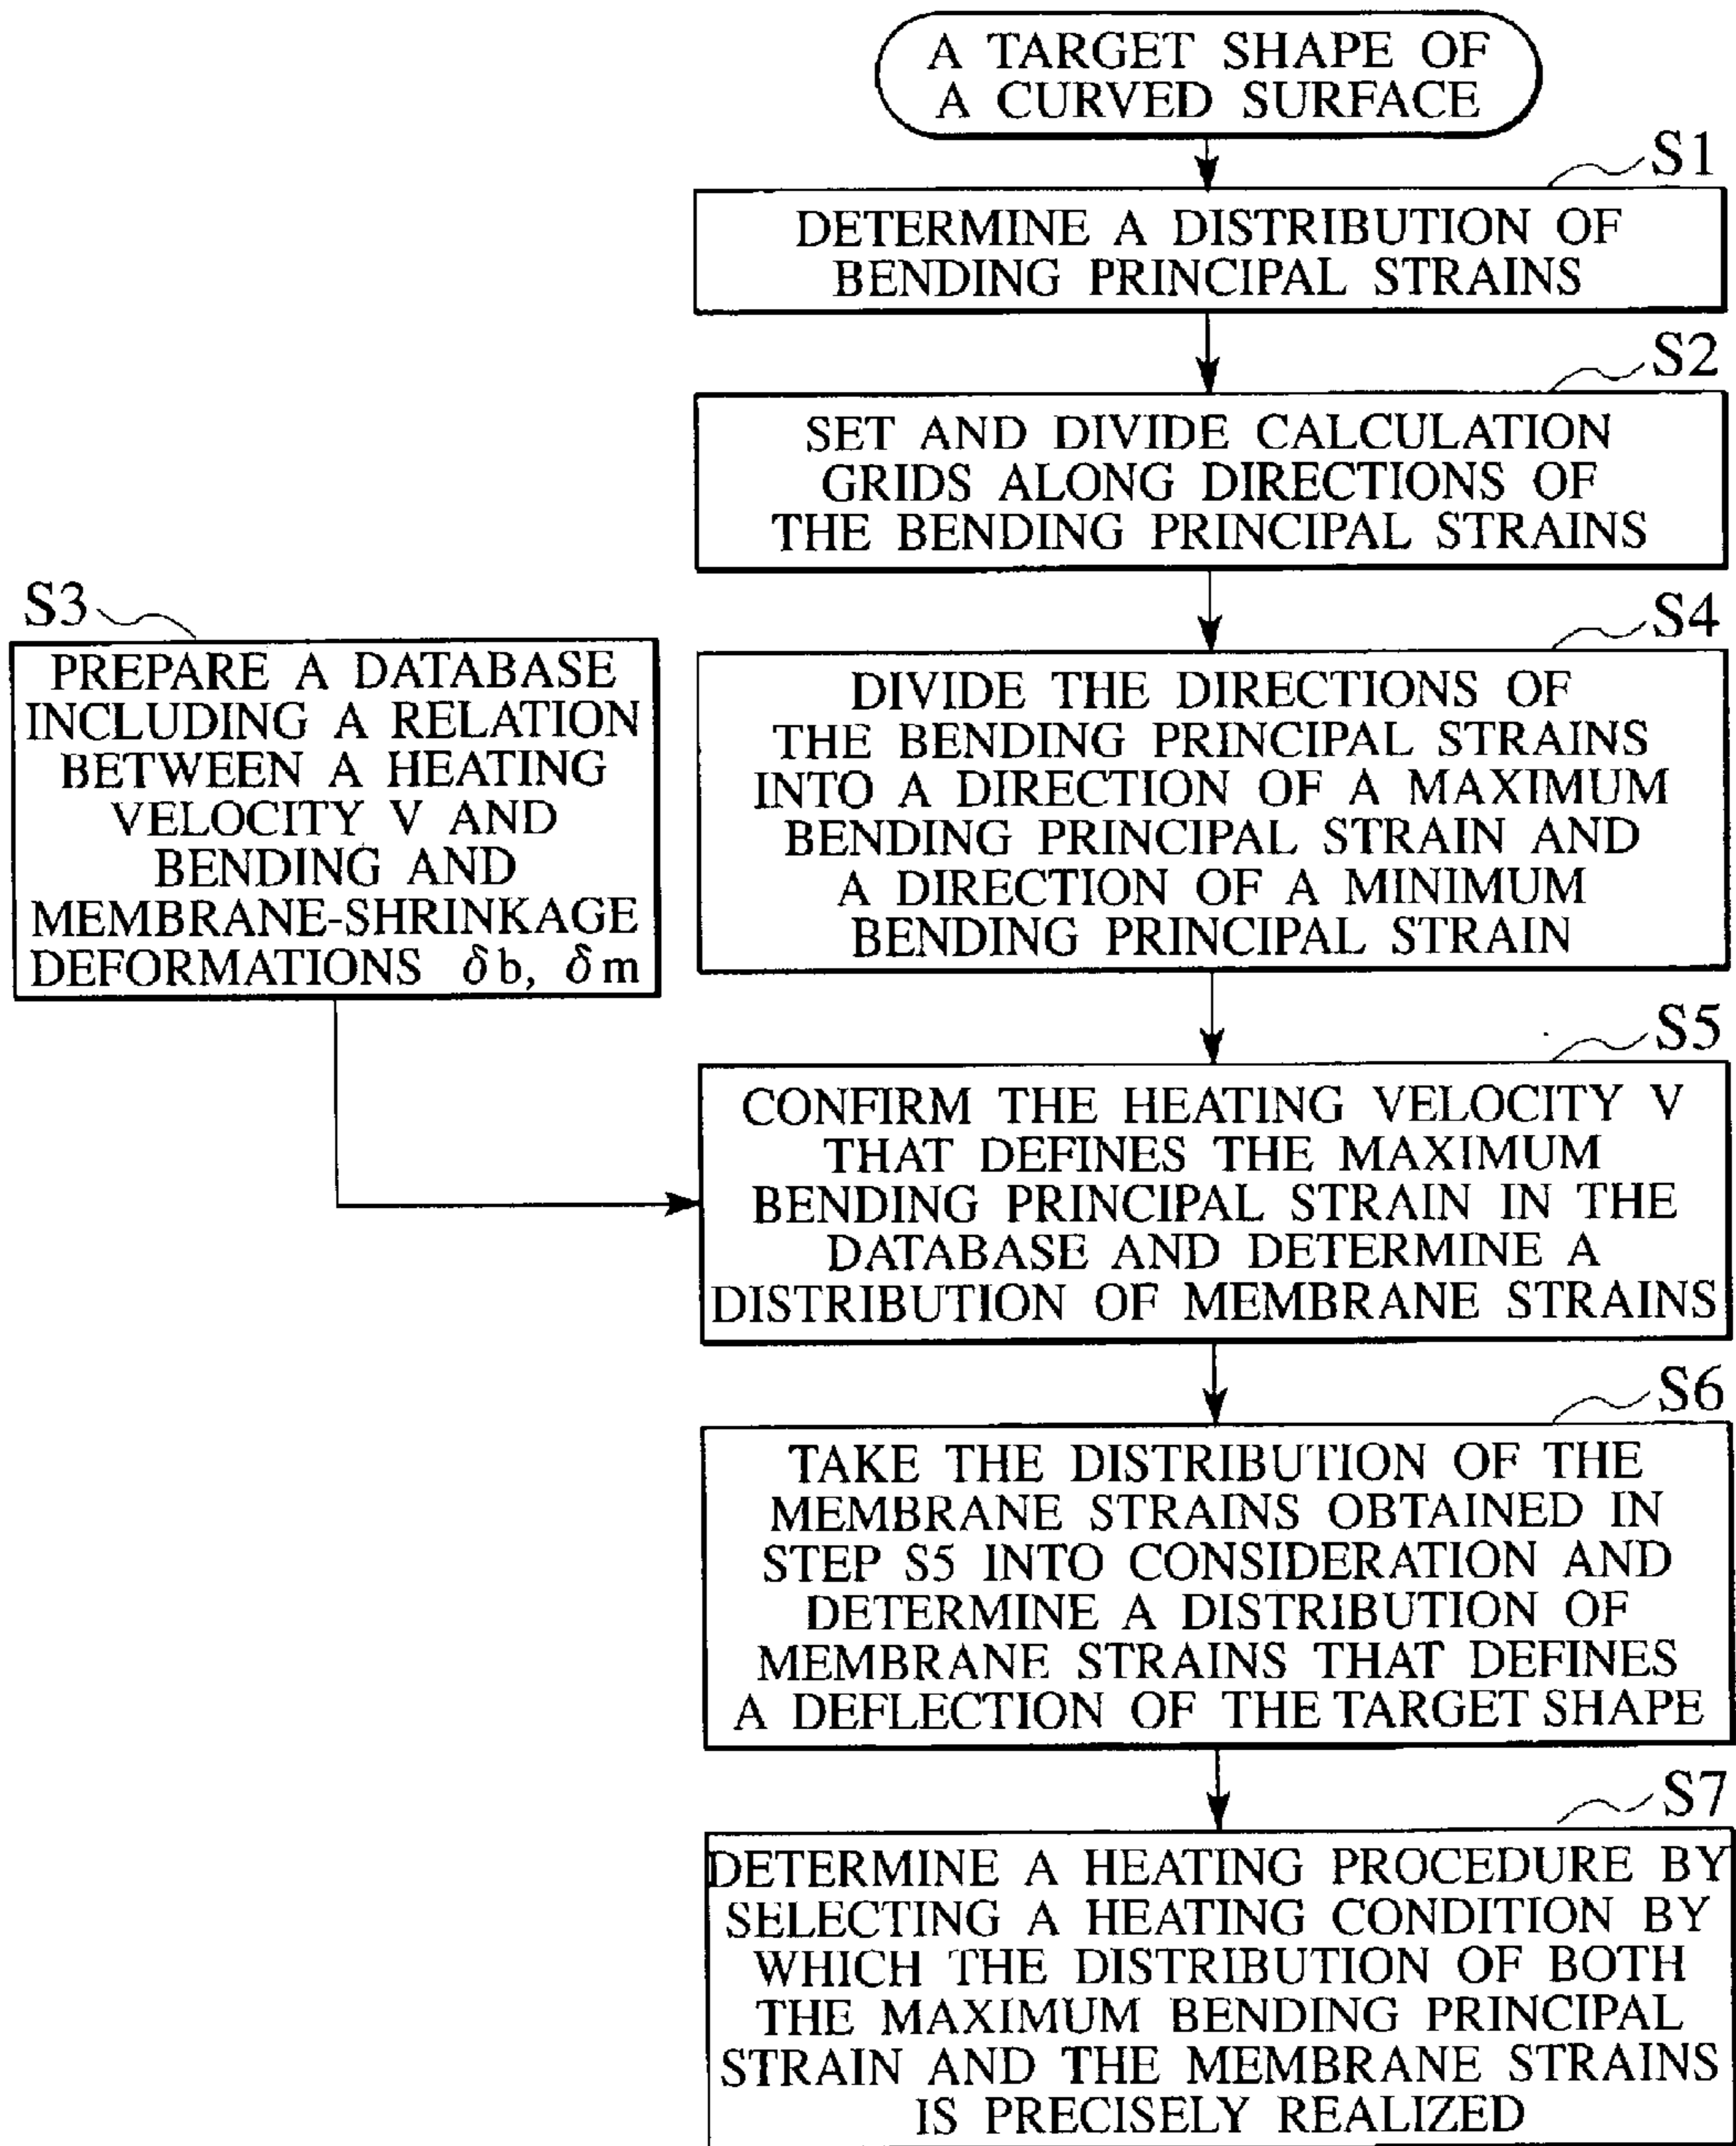 A TARGET SHAPE OF
A CURVED SURFACE
S1
DETERMINE A DISTRIBUTION OF
BENDING PRINCIPAL STRAINS
S2
SET AND DIVIDE CALCULATION
GRIDS ALONG DIRECTIONS OF
THE BENDING PRINCIPAL STRAINS
S3
PREPARE A DATABASE
INCLUDING A RELATION
BETWEEN A HEATING
VELOCITY V AND
BENDING AND
MEMBRANE-SHRINKAGE
DEFORMATIONS δb, δm
S4
DIVIDE THE DIRECTIONS OF
THE BENDING PRINCIPAL STRAINS
INTO A DIRECTION OF A MAXIMUM
BENDING PRINCIPAL STRAIN AND
A DIRECTION OF A MINIMUM
BENDING PRINCIPAL STRAIN
S5
CONFIRM THE HEATING VELOCITY V
THAT DEFINES THE MAXIMUM
BENDING PRINCIPAL STRAIN IN THE
DATABASE AND DETERMINE A
DISTRIBUTION OF MEMBRANE STRAINS
S6
TAKE THE DISTRIBUTION OF THE
MEMBRANE STRAINS OBTAINED IN
STEP S5 INTO CONSIDERATION AND
DETERMINE A DISTRIBUTION OF
MEMBRANE STRAINS THAT DEFINES
A DEFLECTION OF THE TARGET SHAPE
S7
DETERMINE A HEATING PROCEDURE BY
SELECTING A HEATING CONDITION BY
WHICH THE DISTRIBUTION OF BOTH
THE MAXIMUM BENDING PRINCIPAL
STRAIN AND THE MEMBRANE STRAINS
IS PRECISELY REALIZED